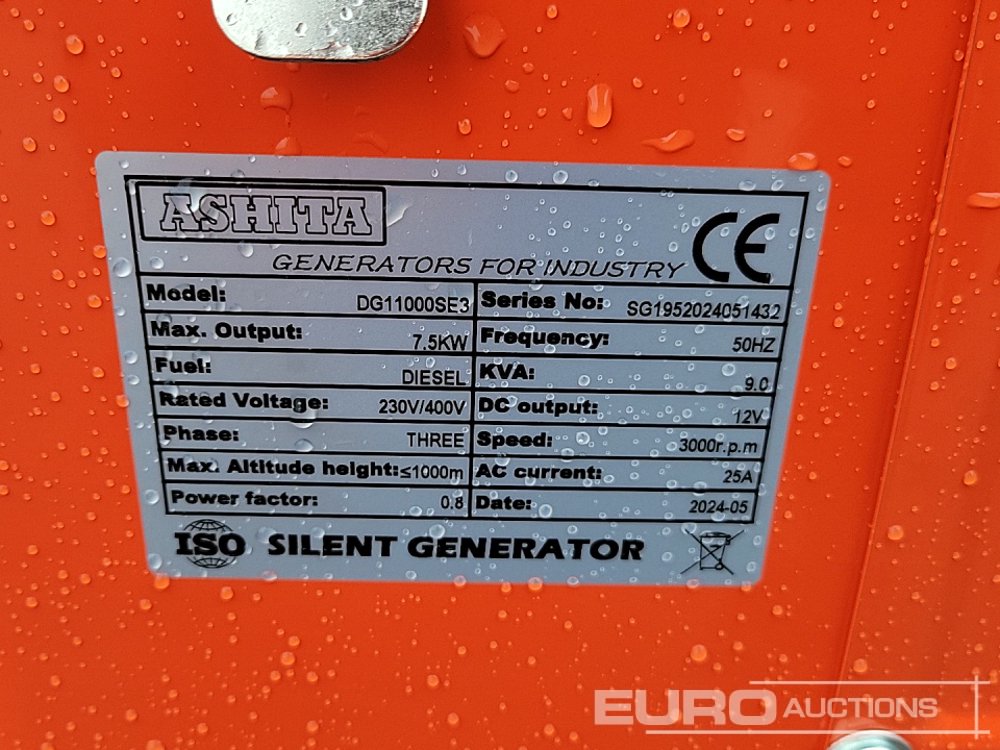 ASHITA
CE
GENERATORS FOR INDUSTRY
Model: DG11000SE3 Series No: SG1952024051432
Max. Output: 7.5KW Frequency: 50HZ
Fuel: DIESEL KVA: 9.0
Rated Voltage: 230V/400V DC output: 12V
Phase: THREE Speed: 3000r.p.m
Max. Altitude height:≤1000m AC current: 25A
Power factor: 0.8 Date: 2024-05
ISO SILENT GENERATOR
EURO AUCTIONS